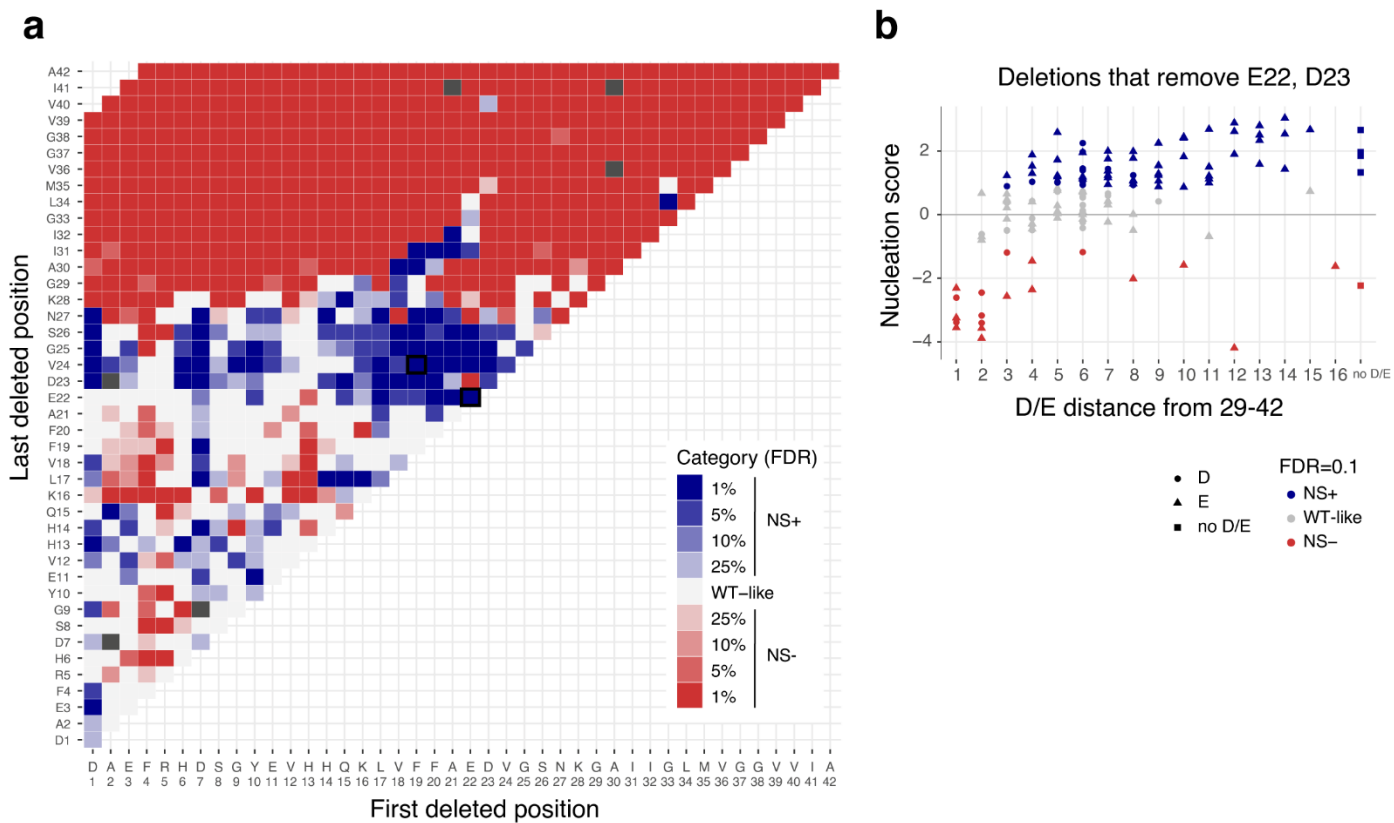 a
Last deleted position
A42
I41
V40
V39
G38
G37
V36
M35
L34
G33
I32
I31
A30
G29
K28
N27
S26
G25
V24
D23
E22
A21
F20
F19
V18
L17
K16
Q15
H14
H13
V12
E11
Y10
G9
S8
D7
H6
R5
F4
E3
A2
D1
D A E F R H D S G Y E V H H Q K L V F F A E D V G S N K G A I I G L M V G G V V I A
1 2 3 4 5 6 7 8 9 10 11 12 13 14 15 16 17 18 19 20 21 22 23 24 25 26 27 28 29 30 31 32 33 34 35 36 37 38 39 40 41 42
First deleted position
Category (FDR)
1%
5%
10%
25%
NS+
WT−like
25%
10%
5%
1%
NS-
b
Deletions that remove E22, D23
Nucleation score
2
0
−2
−4
1 2 3 4 5 6 7 8 9 10 11 12 13 14 15 16 no D/E
D/E distance from 29-42
D
E
no D/E
FDR=0.1
NS+
WT−like
NS−